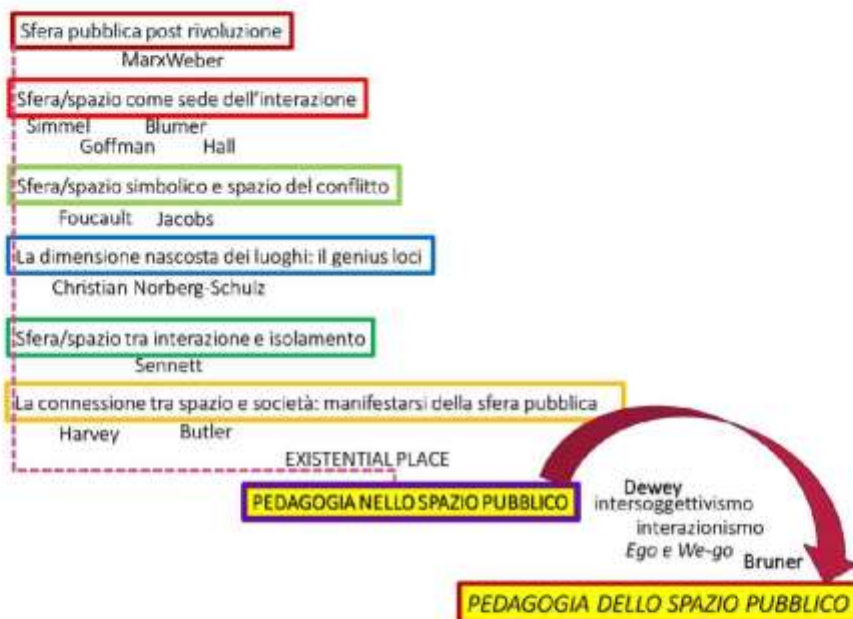 Sfera pubblica post rivoluzione
MarxWeber
Sfera/spazio come sede dell'interazione
Simmel Blumer
Goffman Hall
Sfera/spazio simbolico e spazio del conflitto
Foucault Jacobs
La dimensione nascosta dei luoghi: il genius loci
Christian Norberg-Schulz
Sfera/spazio tra interazione e isolamento
Sennett
La connessione tra spazio e società: manifestarsi della sfera pubblica
Harvey Butler
EXISTENTIAL PLACE
PEDAGOGIA NELLO SPAZIO PUBBLICO
Dewey
intersoggettivismo
interazionismo
Ego e We-go
Bruner
PEDAGOGIA DELLO SPAZIO PUBBLICO